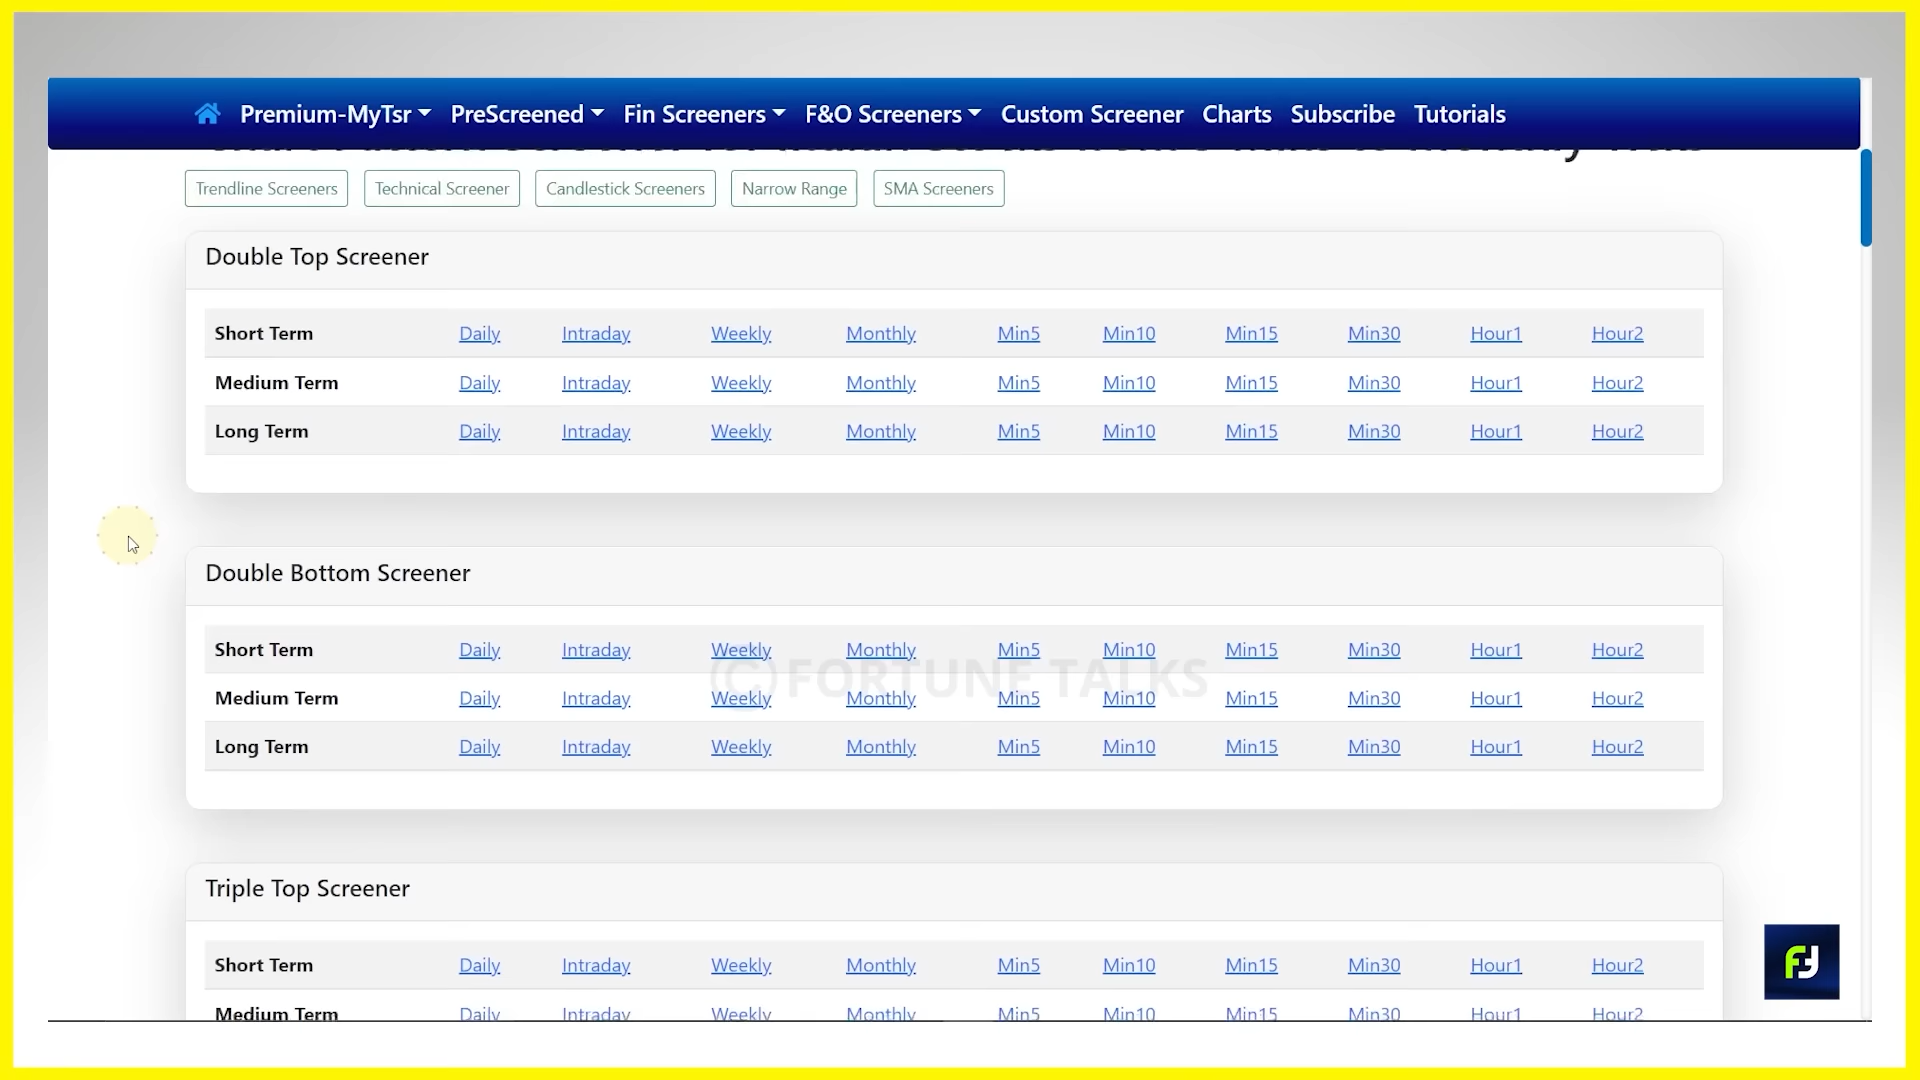 Premium-MyTsr PreScreened Fin Screeners F&O Screeners Custom Screener Charts Subscribe Tutorials
Trendline Screeners Technical Screener Candlestick Screeners Narrow Range SMA Screeners
Double Top Screener
Short Term Daily Intraday Weekly Monthly Min5 Min10 Min15 Min30 Hour1 Hour2
Medium Term Daily Intraday Weekly Monthly Min5 Min10 Min15 Min30 Hour1 Hour2
Long Term Daily Intraday Weekly Monthly Min5 Min10 Min15 Min30 Hour1 Hour2
Double Bottom Screener
Short Term Daily Intraday Weekly Monthly Min5 Min10 Min15 Min30 Hour1 Hour2
©FORTUNE TALKS
Medium Term Daily Intraday Weekly Monthly Min5 Min10 Min15 Min30 Hour1 Hour2
Long Term Daily Intraday Weekly Monthly Min5 Min10 Min15 Min30 Hour1 Hour2
Triple Top Screener
Short Term Daily Intraday Weekly Monthly Min5 Min10 Min15 Min30 Hour1 Hour2
Medium Term Daily Intraday Weekly Monthly Min5 Min10 Min15 Min30 Hour1 Hour2